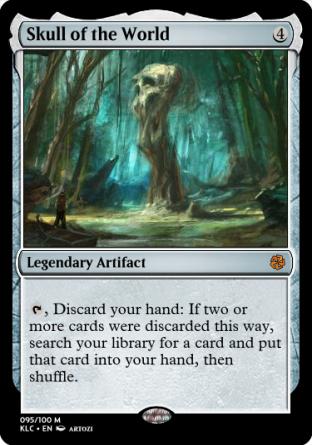 Skull of the World 4
Legendary Artifact
, Discard your hand: If two or
more cards were discarded this way,
search your library for a card and put
that card into your hand, then
shuffle.
095/100 M
KLC • EN ARTOZI